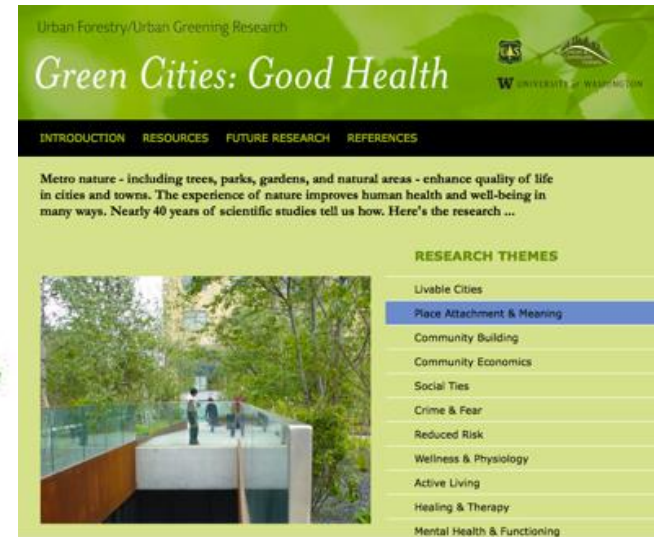 Urban Forestry/Urban Greening Research
Green Cities: Good Health
UAS
W UNIVERSITY of WASHINGTON
INTRODUCTION RESOURCES FUTURE RESEARCH REFERENCES
Metro nature - including trees, parks, gardens, and natural areas - enhance quality of life
in cities and towns. The experience of nature improves human health and well-being in
many ways. Nearly 40 years of scientific studies tell us how. Here's the research ...
RESEARCH THEMES
Livable Cities
Place Attachment & Meaning
Community Building
Community Economics
Social Ties
Crime & Fear
Reduced Risk
Wellness & Physiology
Active Living
Healing & Therapy
Mental Health & Functioning